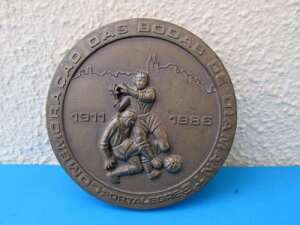 COMEMORAÇÃO DAS BODAS DE DIAMANTE
1911 1986
PORTALEGRE